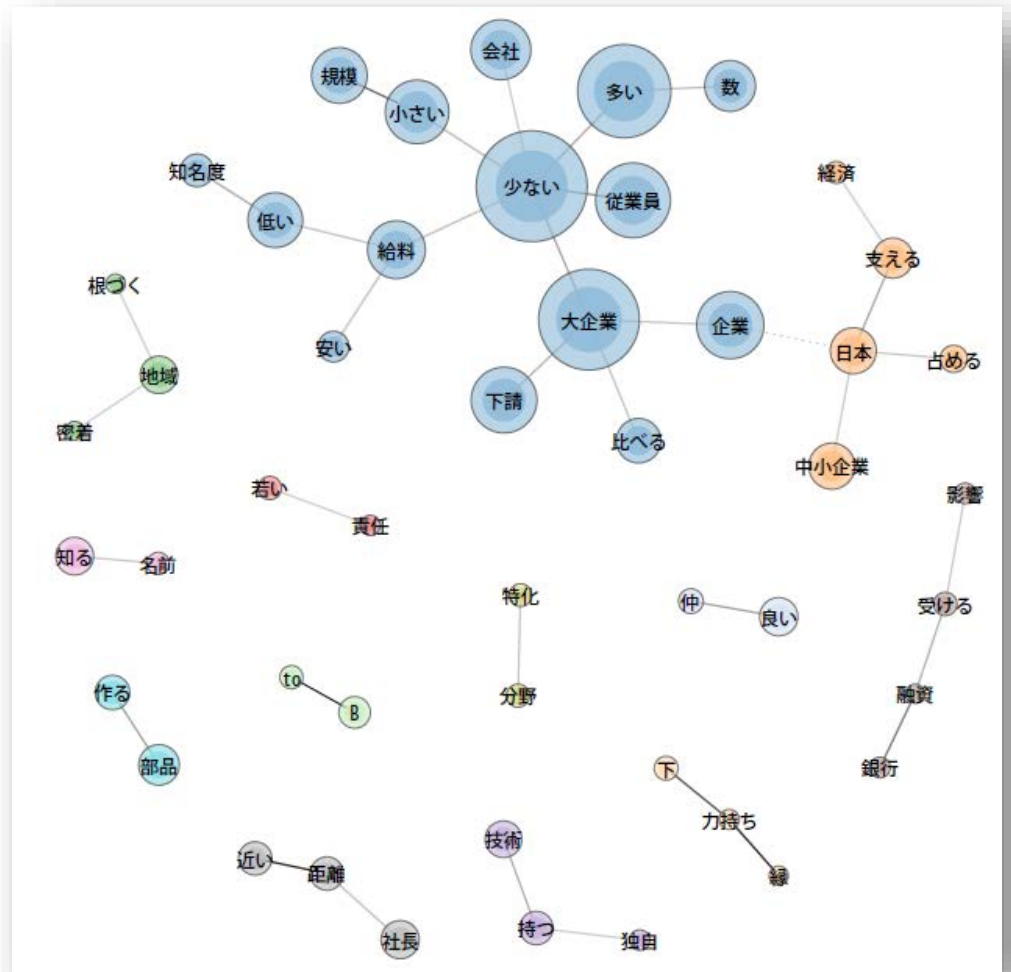 会社
規模
多い
数
小さい
知名度
経済
少ない
従業員
低い
給料
支える
根づく
大企業
企業
安い
日本
占める
地域
下請
密着
比べる
中小企業
若い
影響
責任
知る
名前
特化
仲
受ける
良い
to
作る
分野
融資
B
部品
下
銀行
力持ち
技術
近い
距離
縁
持つ
独自
社長